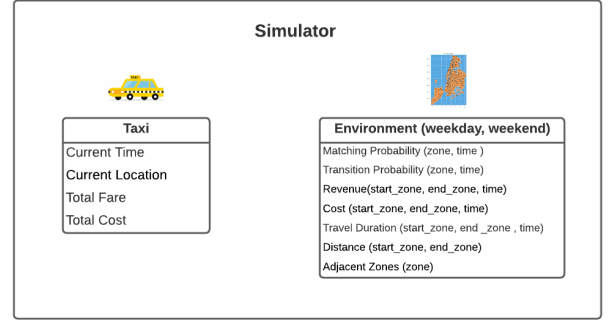 Simulator
TAXI
Taxi
Current Time
Current Location
Total Fare
Total Cost
Environment (weekday, weekend)
Matching Probability (zone, time )
Transition Probability (zone, time)
Revenue(start_zone, end_zone, time)
Cost (start_zone, end_zone, time)
Travel Duration (start_zone, end _zone , time)
Distance (start_zone, end_zone)
Adjacent Zones (zone)